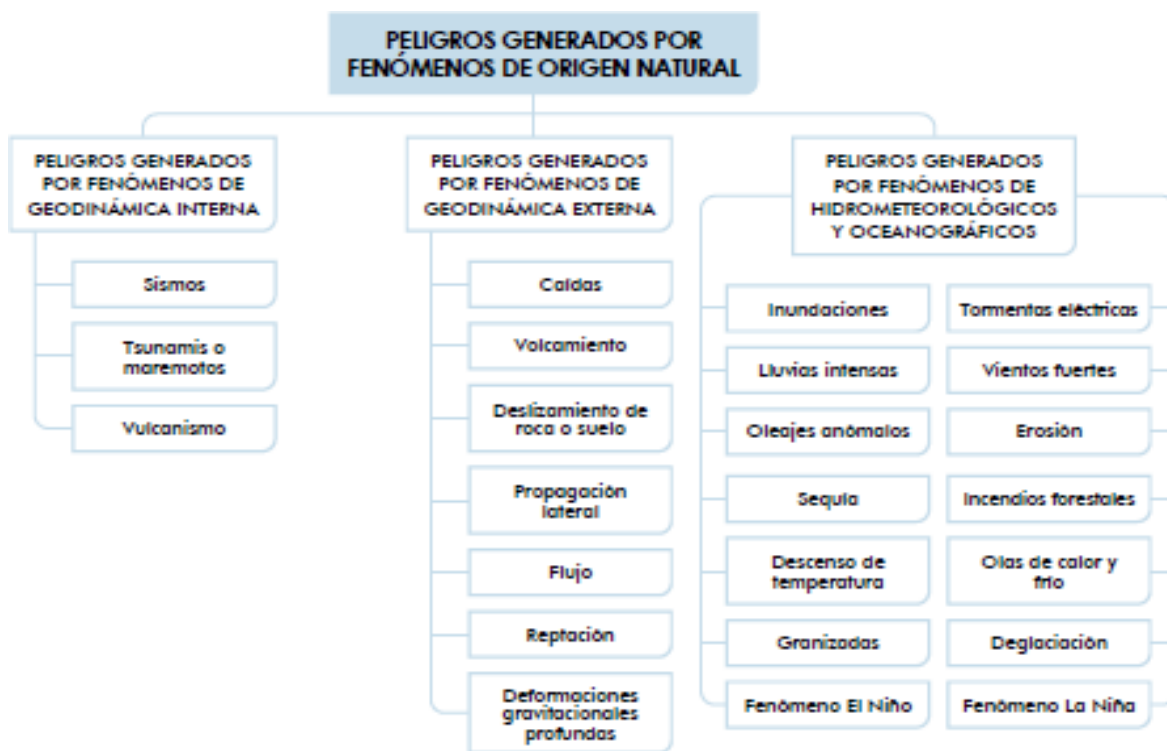 PELIGROS GENERADOS POR
FENÓMENOS DE ORIGEN NATURAL
PELIGROS GENERADOS
POR FENÓMENOS DE
GEODINÁMICA INTERNA
Sismos
Tsunamis o
maremotos
Vulcanismo
PELIGROS GENERADOS
POR FENÓMENOS DE
GEODINÁMICA EXTERNA
Caídas
Volcamiento
Deslizamiento de
roca o suelo
Propagación
lateral
Flujo
Reptación
Deformaciones
gravitacionales
profundas
PELIGROS GENERADOS
POR FENÓMENOS DE
HIDROMETEOROLÓGICOS
Y OCEANOGRÁFICOS
Inundaciones
Lluvias intensas
Oleajes anómalos
Sequía
Descenso de
temperatura
Granizadas
Fenómeno El Niño
Tormentas eléctricas
Vientos fuertes
Erosión
Incendios forestales
Olas de calor y
frío
Deglaciación
Fenómeno La Niña